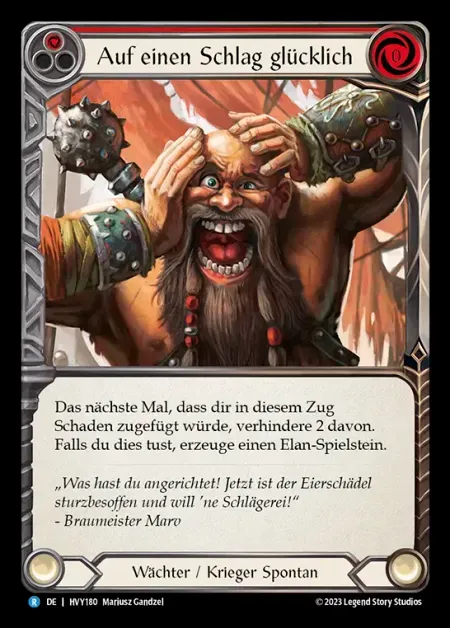 Auf einen Schlag glücklich
0
Das nächste Mal, dass dir in diesem Zug
Schaden zugefügt würde, verhindere 2 davon.
Falls du dies tust, erzeuge einen Elan-Spielstein.
„Was hast du angerichtet! Jetzt ist der Eierschädel
sturzbesoffen und will ’ne Schlägerei!“
- Braumeister Marv
Wächter / Krieger Spontan
R DE | HVY180 Mariusz Gandzel
© 2023 Legend Story Studios